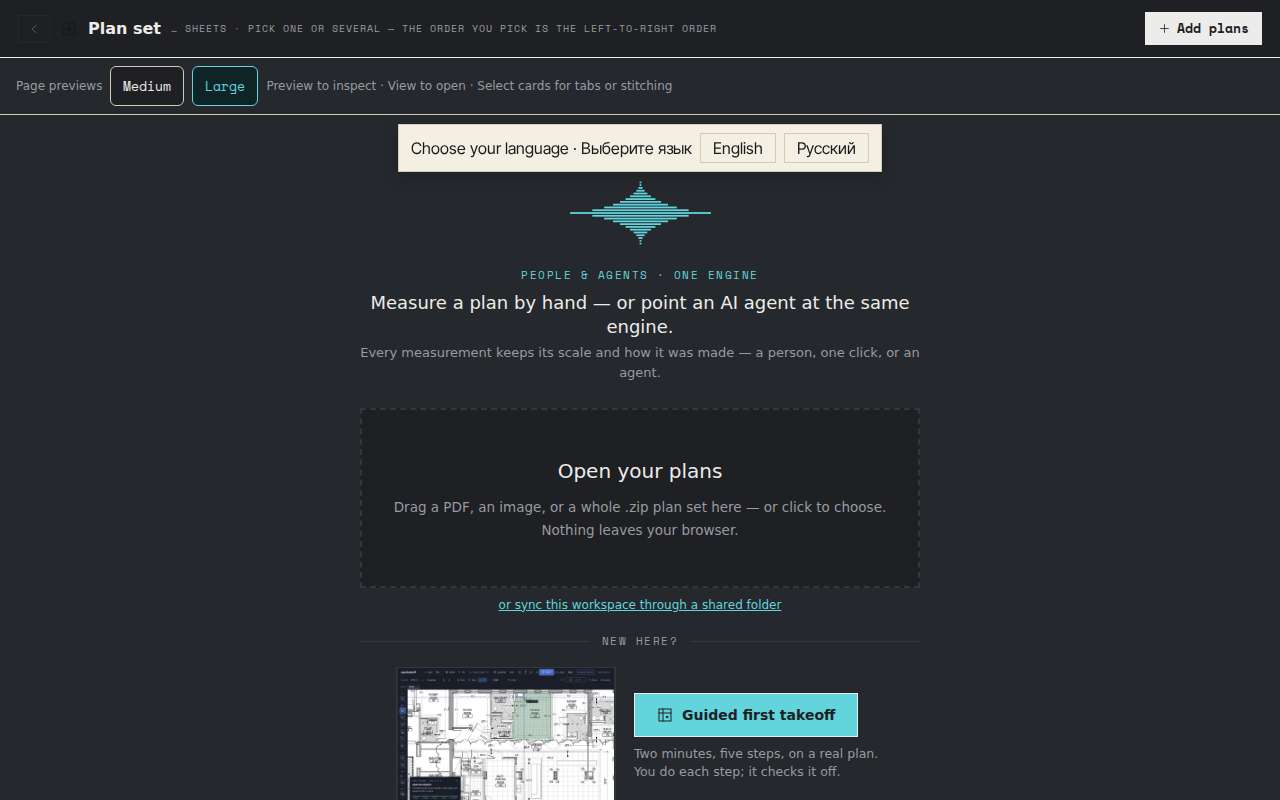 Plan set … SHEETS · PICK ONE OR SEVERAL — THE ORDER YOU PICK IS THE LEFT-TO-RIGHT ORDER
+ Add plans
Page previews Medium Large Preview to inspect · View to open · Select cards for tabs or stitching
Choose your language · Выберите язык English Русский
PEOPLE & AGENTS · ONE ENGINE
Measure a plan by hand — or point an AI agent at the same
engine.
Every measurement keeps its scale and how it was made — a person, one click, or an
agent.
Open your plans
Drag a PDF, an image, or a whole .zip plan set here — or click to choose.
Nothing leaves your browser.
or sync this workspace through a shared folder
NEW HERE?
Guided first takeoff
Two minutes, five steps, on a real plan.
You do each step; it checks it off.